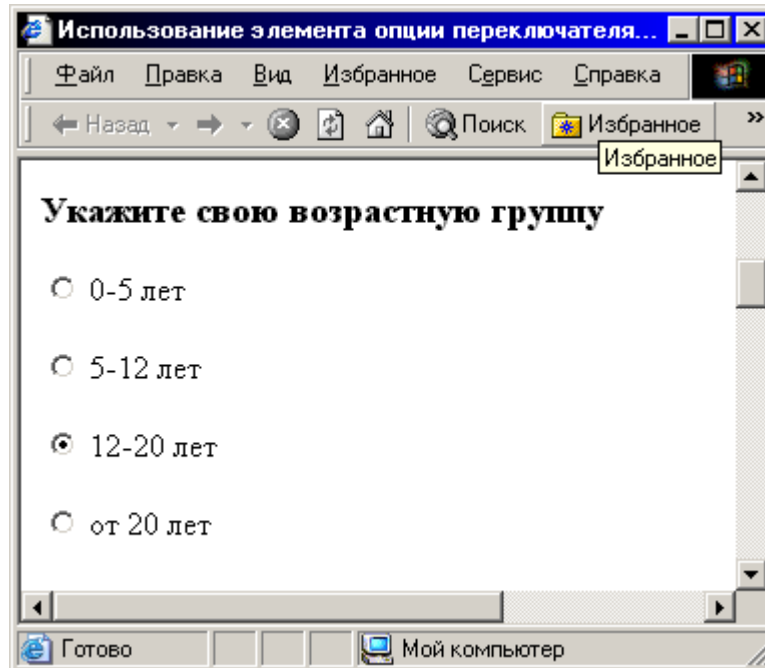 Использование элемента опции переключателя...
Файл Правка Вид Избранное Сервис Справка
Назад Поиск Избранное »
Избранное
Укажите свою возрастную группу
0-5 лет
5-12 лет
12-20 лет
от 20 лет
Готово Мой компьютер